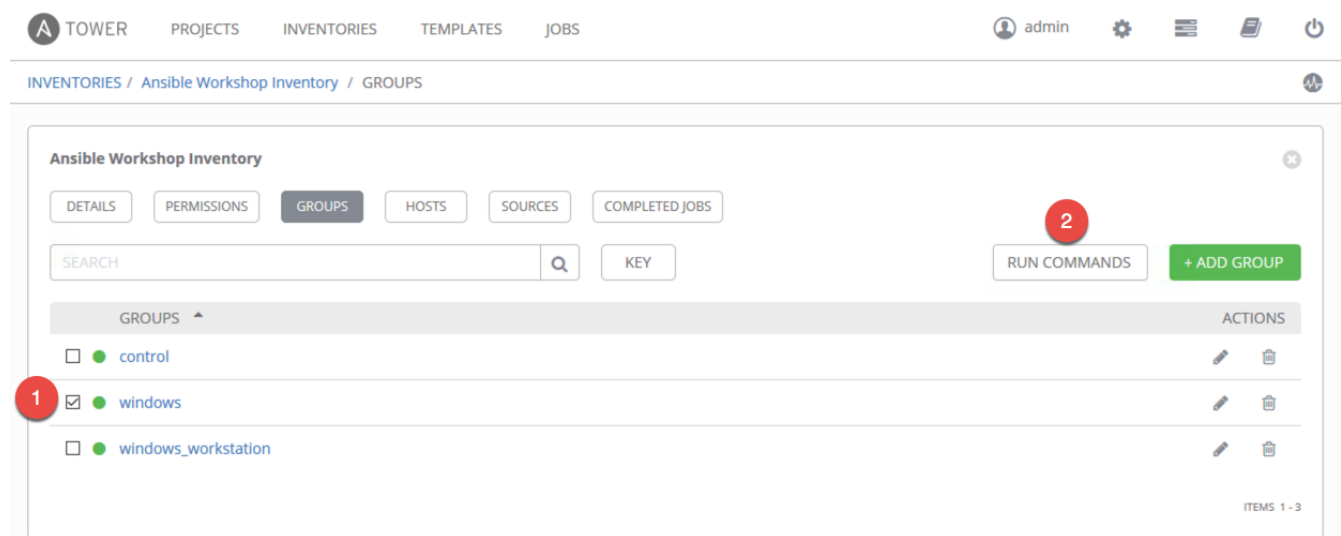 A TOWER PROJECTS INVENTORIES TEMPLATES JOBS admin
INVENTORIES / Ansible Workshop Inventory / GROUPS
Ansible Workshop Inventory
DETAILS PERMISSIONS GROUPS HOSTS SOURCES COMPLETED JOBS
2
SEARCH KEY RUN COMMANDS + ADD GROUP
GROUPS ACTIONS
control
1 windows
windows_workstation
ITEMS 1 - 3